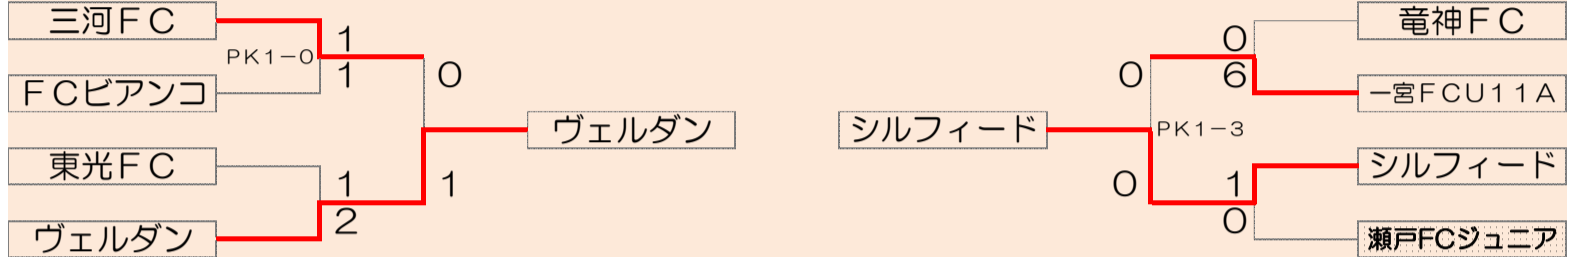 三河ＦＣ
1
PK1－0
1
ＦＣビアンコ
0
ヴェルダン
東光ＦＣ
1
1
2
ヴェルダン
竜神ＦＣ
0
0
6
一宮ＦＣＵ１１Ａ
シルフィード
PK1－3
0
1
シルフィード
0
瀬戸FCジュニア